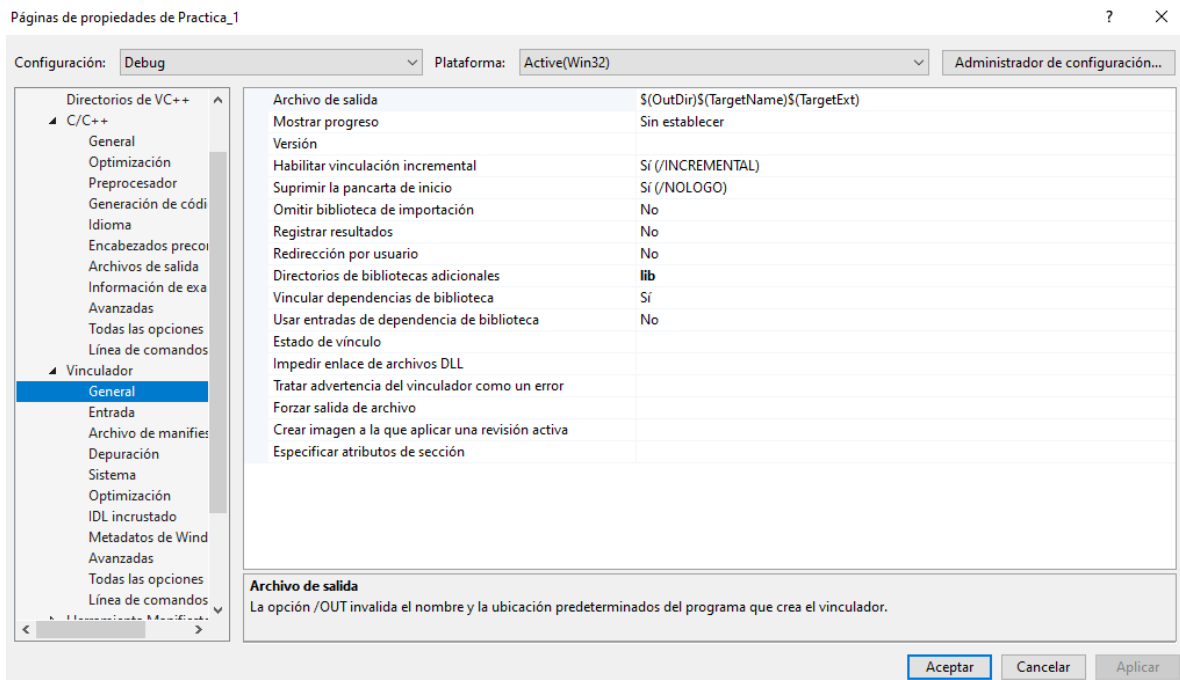 Páginas de propiedades de Practica_1 ? ×
Configuración: Debug Plataforma: Active(Win32) Administrador de configuración...
Directorios de VC++
C/C++
General
Optimización
Preprocesador
Generación de códi
Idioma
Encabezados precor
Archivos de salida
Información de exa
Avanzadas
Todas las opciones
Línea de comandos
Vinculador
General
Entrada
Archivo de manifies
Depuración
Sistema
Optimización
IDL incrustado
Metadatos de Wind
Avanzadas
Todas las opciones
Línea de comandos
Archivo de salida $(OutDir)$(TargetName)$(TargetExt)
Mostrar progreso Sin establecer
Versión
Habilitar vinculación incremental Sí (/INCREMENTAL)
Suprimir la pancarta de inicio Sí (/NOLOGO)
Omitir biblioteca de importación No
Registrar resultados No
Redirección por usuario No
Directorios de bibliotecas adicionales lib
Vincular dependencias de biblioteca Sí
Usar entradas de dependencia de biblioteca No
Estado de vínculo
Impedir enlace de archivos DLL
Tratar advertencia del vinculador como un error
Forzar salida de archivo
Crear imagen a la que aplicar una revisión activa
Especificar atributos de sección
Archivo de salida
La opción /OUT invalida el nombre y la ubicación predeterminados del programa que crea el vinculador.
Aceptar Cancelar Aplicar